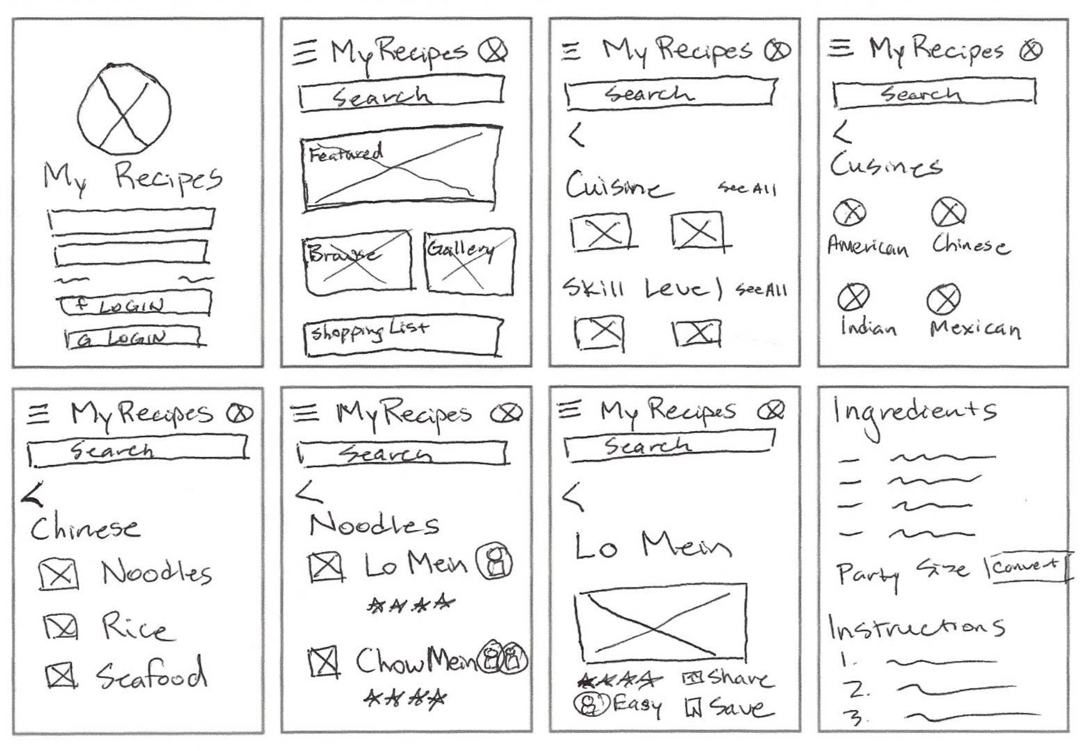 My Recipes
f LOGIN
G LOGIN
My Recipes
Search
Featured
Browse Gallery
Shopping List
My Recipes
Search
<
Cuisine See All
Skill Level See All
My Recipes
Search
<
Cusines
American Chinese
Indian Mexican
My Recipes
Search
<
Chinese
Noodles
Rice
Seafood
My Recipes
Search
<
Noodles
Lo Mein
Chow Mein
My Recipes
Search
<
Lo Mein
Share
Easy Save
Ingredients
Party Size Convert
Instructions
1.
2.
3.